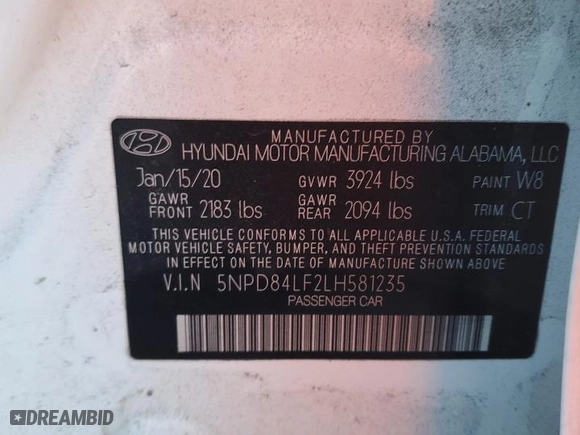 MANUFACTURED BY
HYUNDAI MOTOR MANUFACTURING ALABAMA, LLC
Jan/15/20 GVWR 3924 lbs PAINT W8
GAWR FRONT 2183 lbs GAWR REAR 2094 lbs TRIM CT
THIS VEHICLE CONFORMS TO ALL APPLICABLE U.S.A. FEDERAL
MOTOR VEHICLE SAFETY, BUMPER, AND THEFT PREVENTION STANDARDS
IN EFFECT ON THE DATE OF MANUFACTURE SHOWN ABOVE
V.I.N 5NPD84LF2LH581235
PASSENGER CAR
DREAMBID